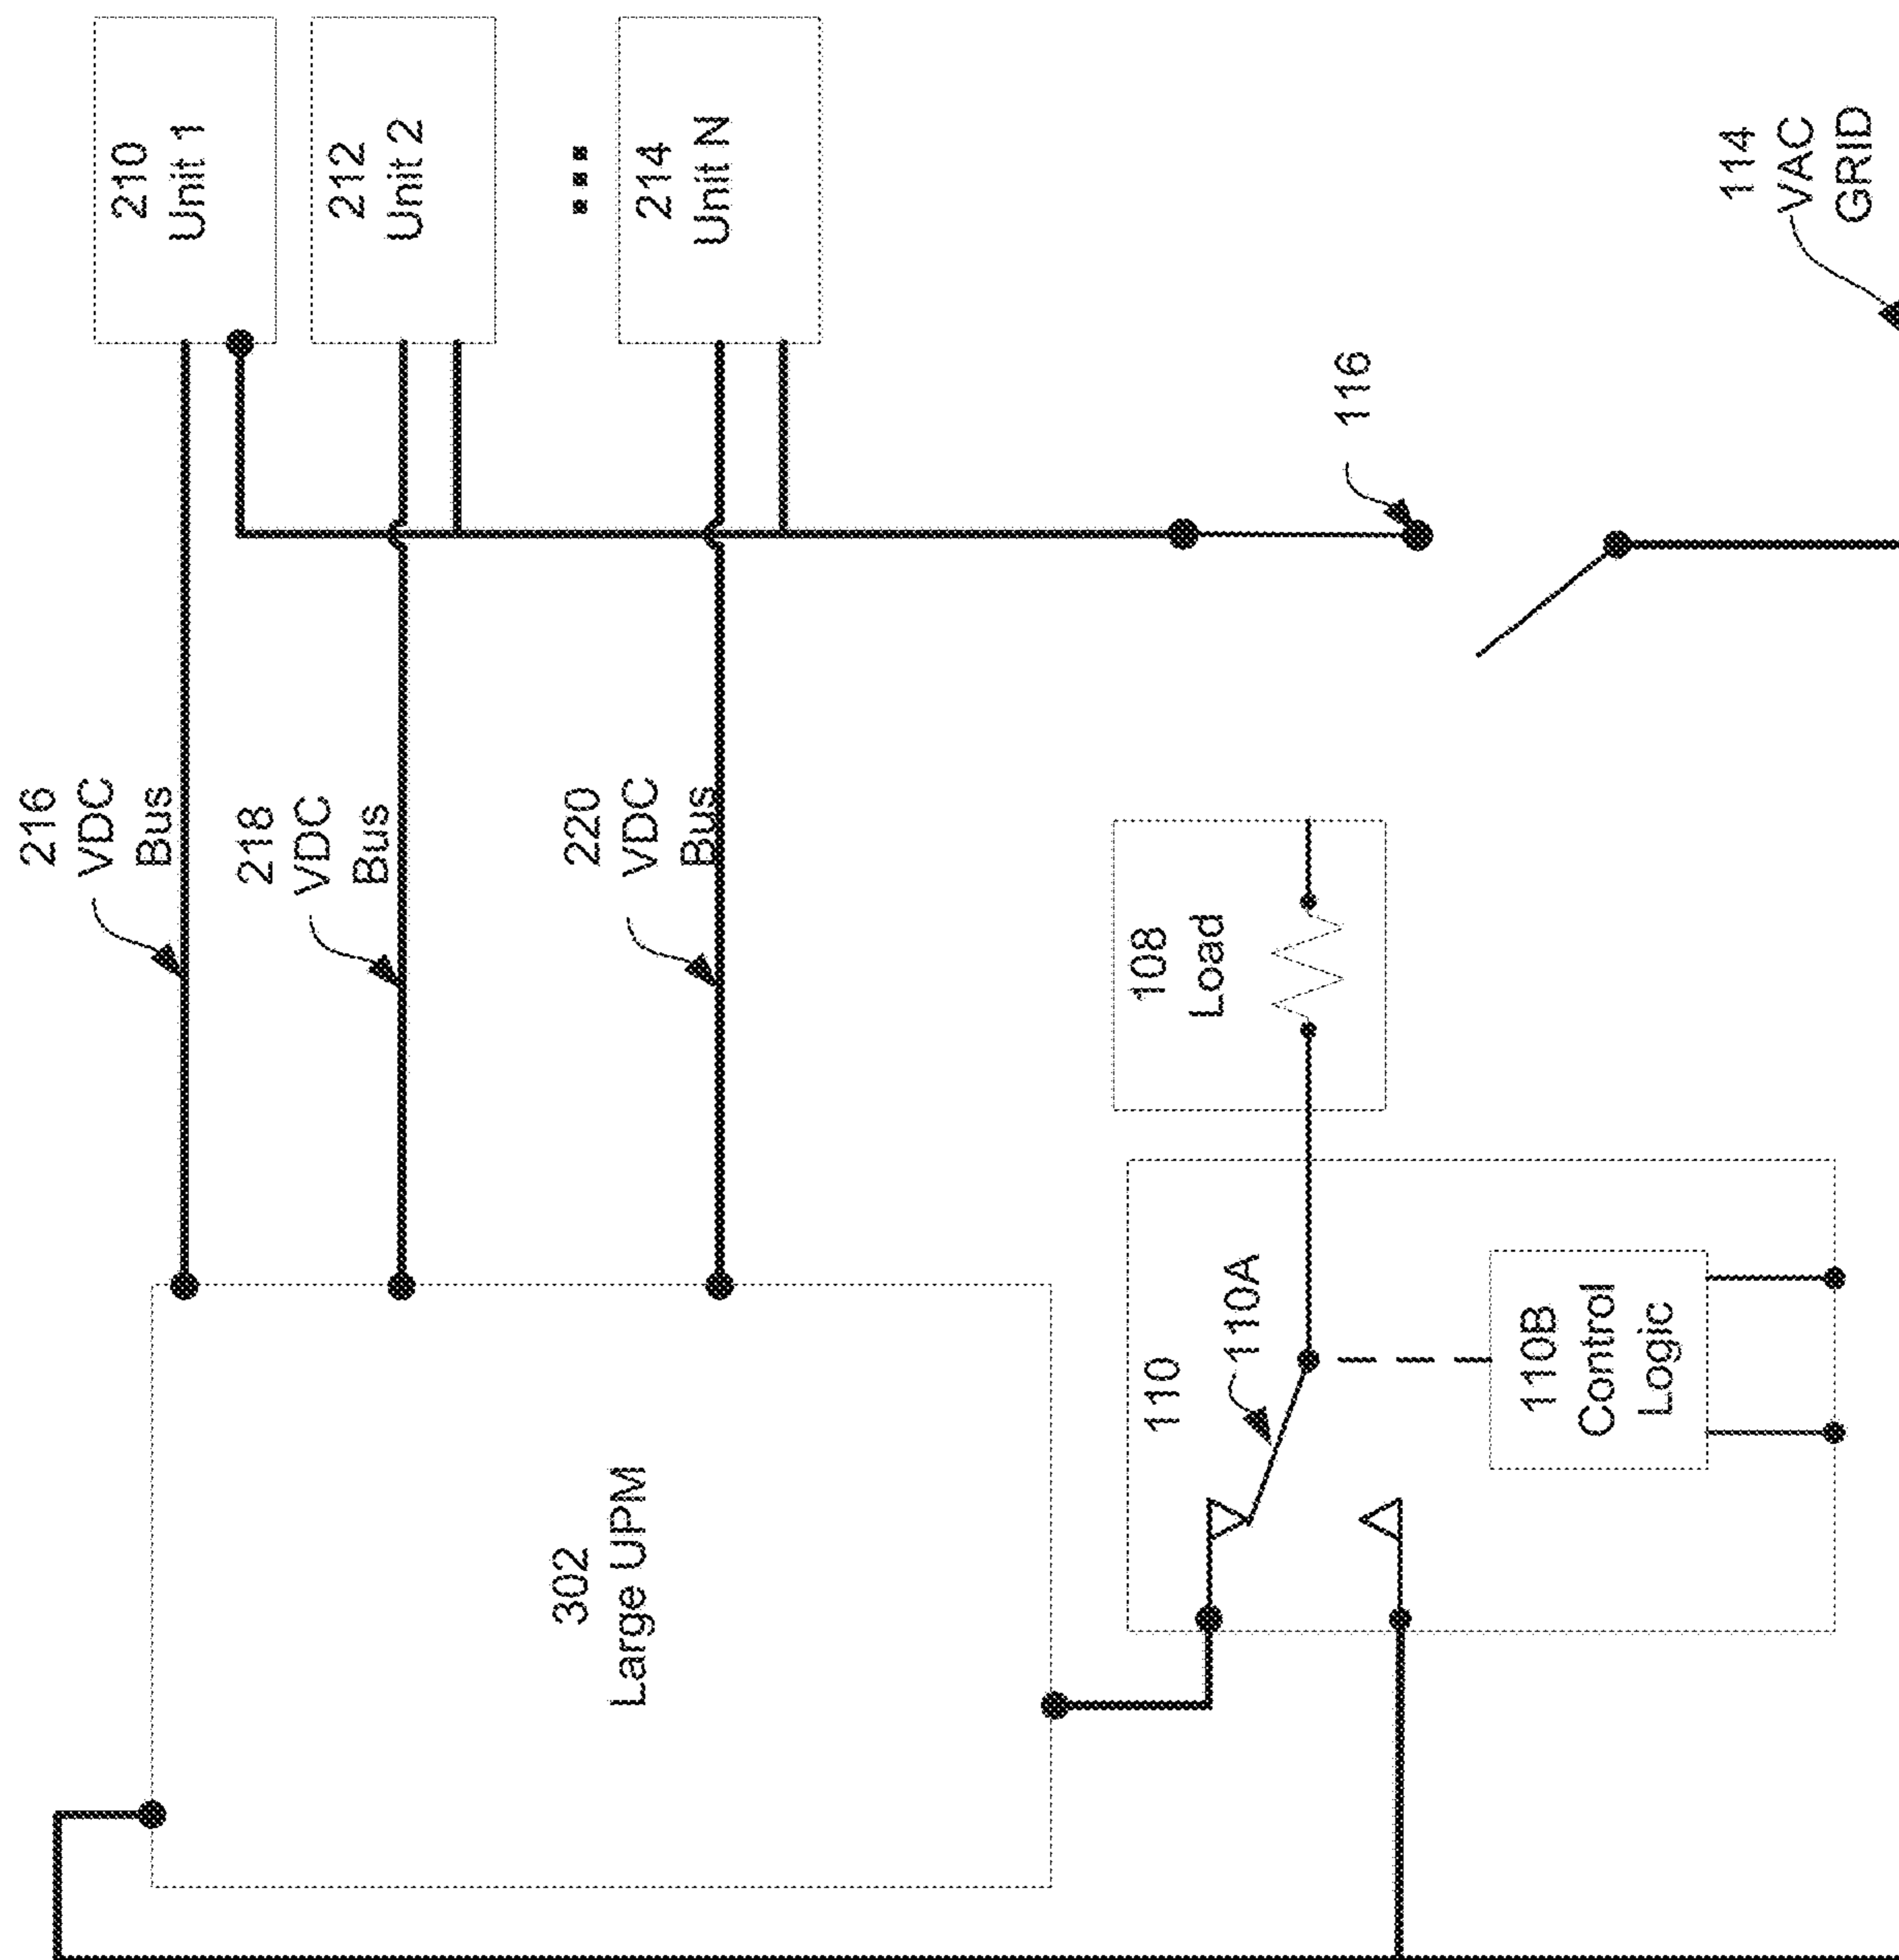 302
Large UPM
216
VDC
Bus
218
VDC
Bus
220
VDC
Bus
210
Unit 1
212
Unit 2
214
Unit N
110
110A
110B
Control
Logic
108
Load
116
114
VAC
GRID